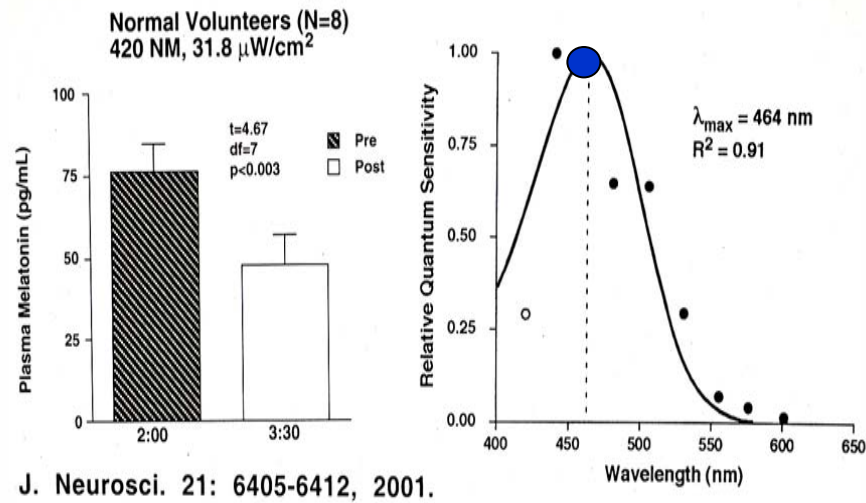 Normal Volunteers (N=8)
420 NM, 31.8 μW/cm²
Plasma Melatonin (pg/mL)
100
75
50
25
0
t=4.67
df=7
p<0.003
Pre
Post
2:00
3:30
Relative Quantum Sensitivity
1.00
0.75
0.50
0.25
0.00
λmax = 464 nm
R² = 0.91
400
450
500
550
600
650
Wavelength (nm)
J. Neurosci. 21: 6405-6412, 2001.